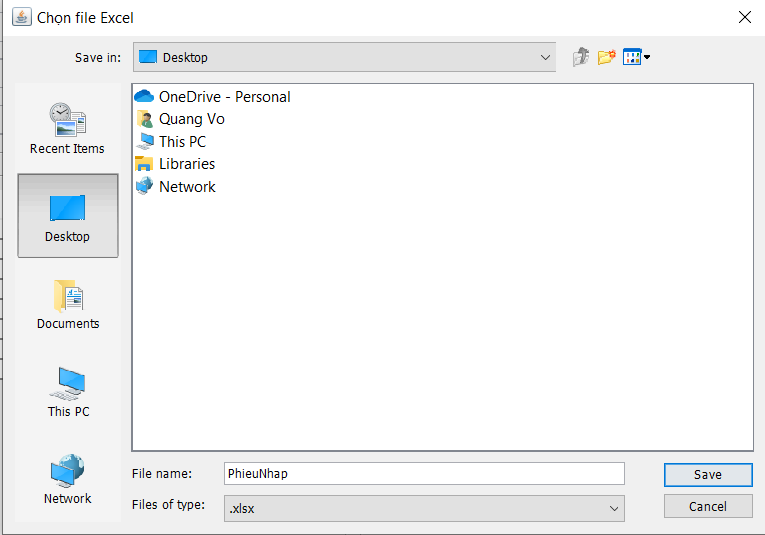 Chọn file Excel
Save in:
Desktop
Recent Items
Desktop
Documents
This PC
Network
OneDrive - Personal
Quang Vo
This PC
Libraries
Network
File name:
PhieuNhap
Save
Files of type:
.xlsx
Cancel